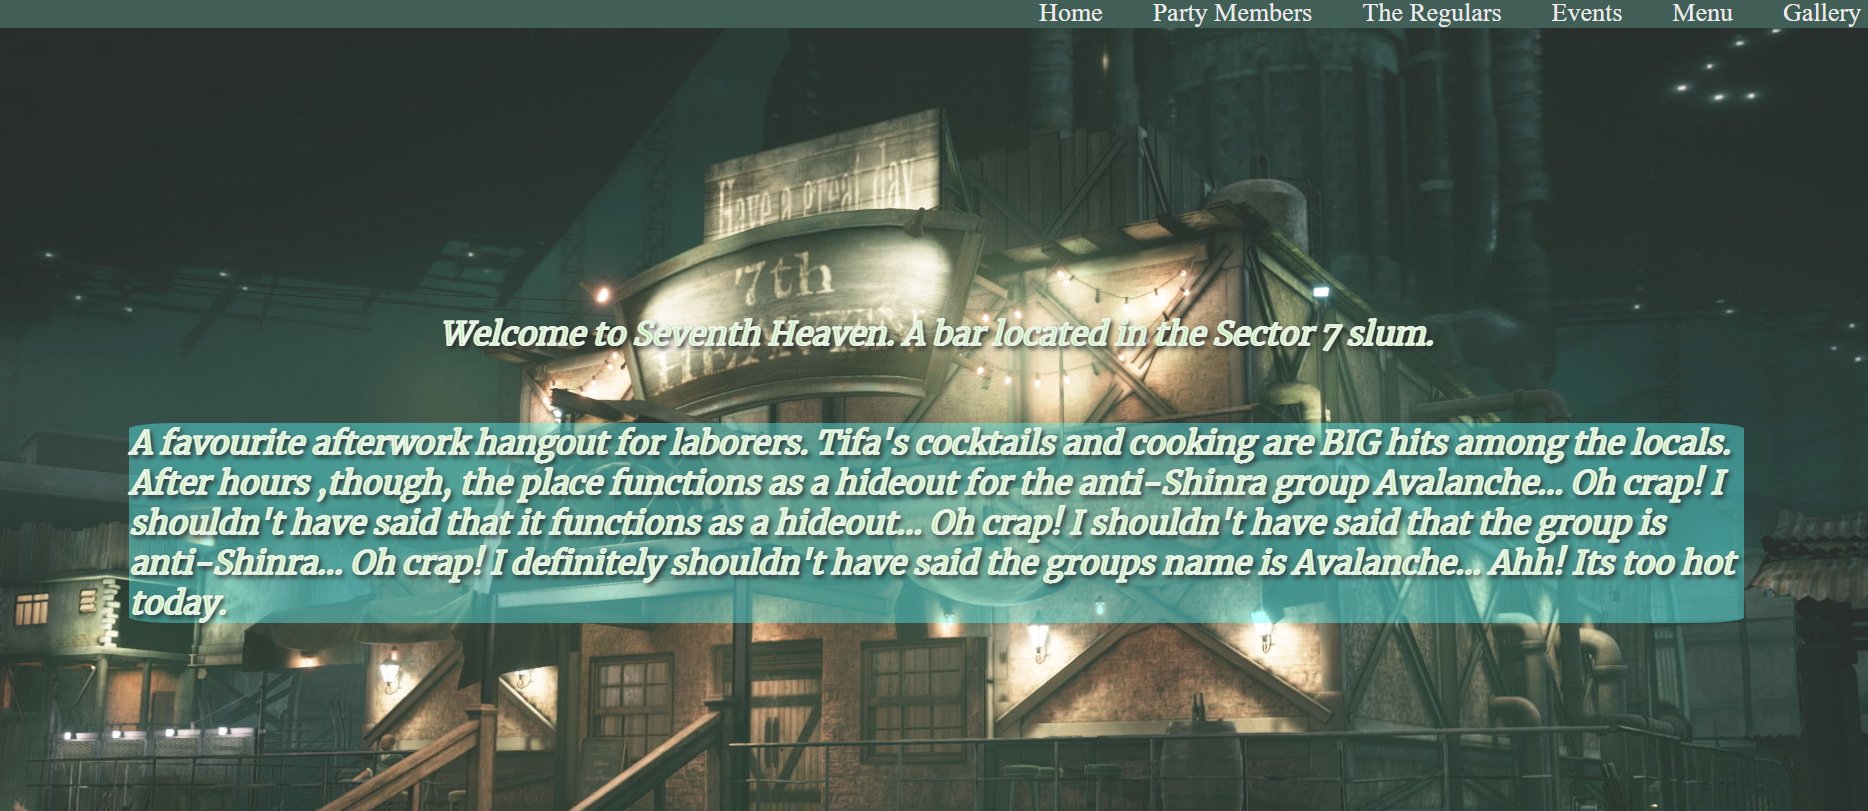 Home Party Members The Regulars Events Menu Gallery
Have a great day
7th
HEAVEN
Welcome to Seventh Heaven. A bar located in the Sector 7 slum.
A favourite afterwork hangout for laborers. Tifa's cocktails and cooking are BIG hits among the locals.
After hours ,though, the place functions as a hideout for the anti-Shinra group Avalanche... Oh crap! I
shouldn't have said that it functions as a hideout... Oh crap! I shouldn't have said that the group is
anti-Shinra... Oh crap! I definitely shouldn't have said the groups name is Avalanche... Ahh! Its too hot
today.